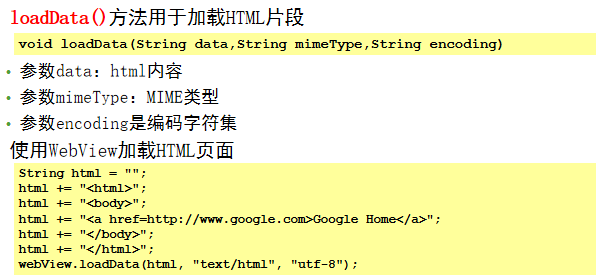 loadData()方法用于加载HTML片段
void loadData(String data,String mimeType,String encoding)
• 参数data：html内容
• 参数mimeType：MIME类型
• 参数encoding是编码字符集
使用WebView加载HTML页面
String html = "";
html += "<html>";
html += "<body>";
html += "<a href=http://www.google.com>Google Home</a>";
html += "</body>";
html += "</html>";
webView.loadData(html, "text/html", "utf-8");